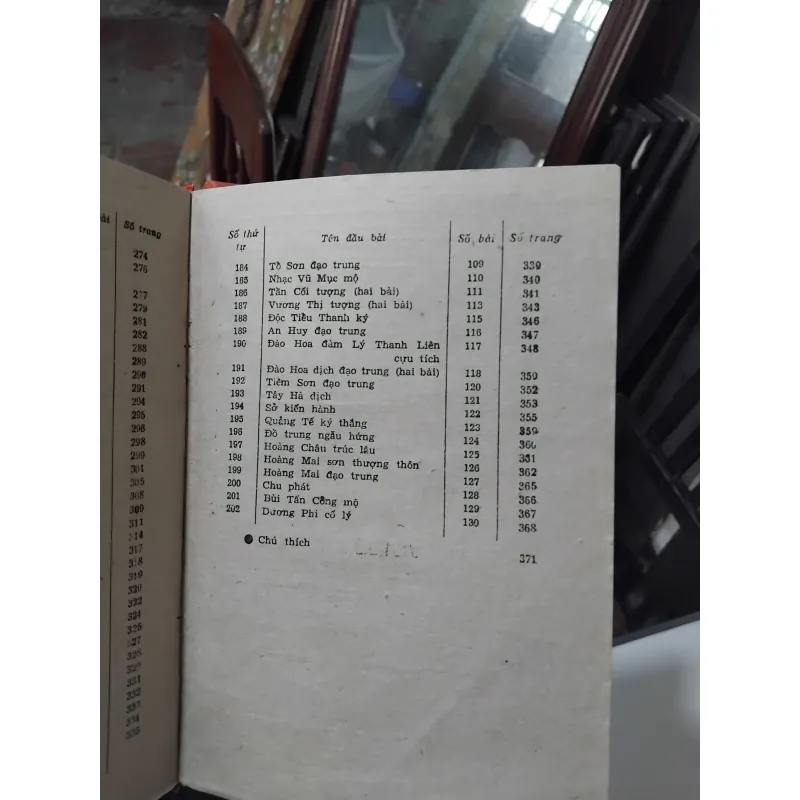 ài Số trang
274
276
277
279
281
282
288
289
290
291
294
295
296
298
299
301
305
308
309
311
314
317
318
319
320
322
324
325
327
328
329
331
332
333
334
335
Số thứ tự Tên đầu bài Số bài Số trang
184 Tô Sơn đạo trung 109 339
185 Nhạc Vũ Mục mộ 110 340
186 Tần Cối tượng (hai bài) 111 341
187 Vương Thị tượng (hai bài) 113 343
188 Độc Tiểu Thanh ký 115 346
189 An Huy đạo trung 116 347
190 Đào Hoa đàm Lý Thanh Liên 117 348
cựu tích
191 Đào Hoa dịch đạo trung (hai bài) 118 350
192 Tiềm Sơn đạo trung 120 352
193 Tây Hà dịch 121 353
194 Sở kiến hành 122 355
195 Quảng Tế ký thắng 123 359
196 Đồ trung ngẫu hứng 124 360
197 Hoàng Châu trúc lâu 125 361
198 Hoàng Mai sơn thượng thôn 126 362
199 Hoàng Mai đạo trung 127 365
200 Chu phát 128 366
201 Bùi Tấn Công mộ 129 367
202 Dương Phi cố lý 130 368
● Chú thích 371